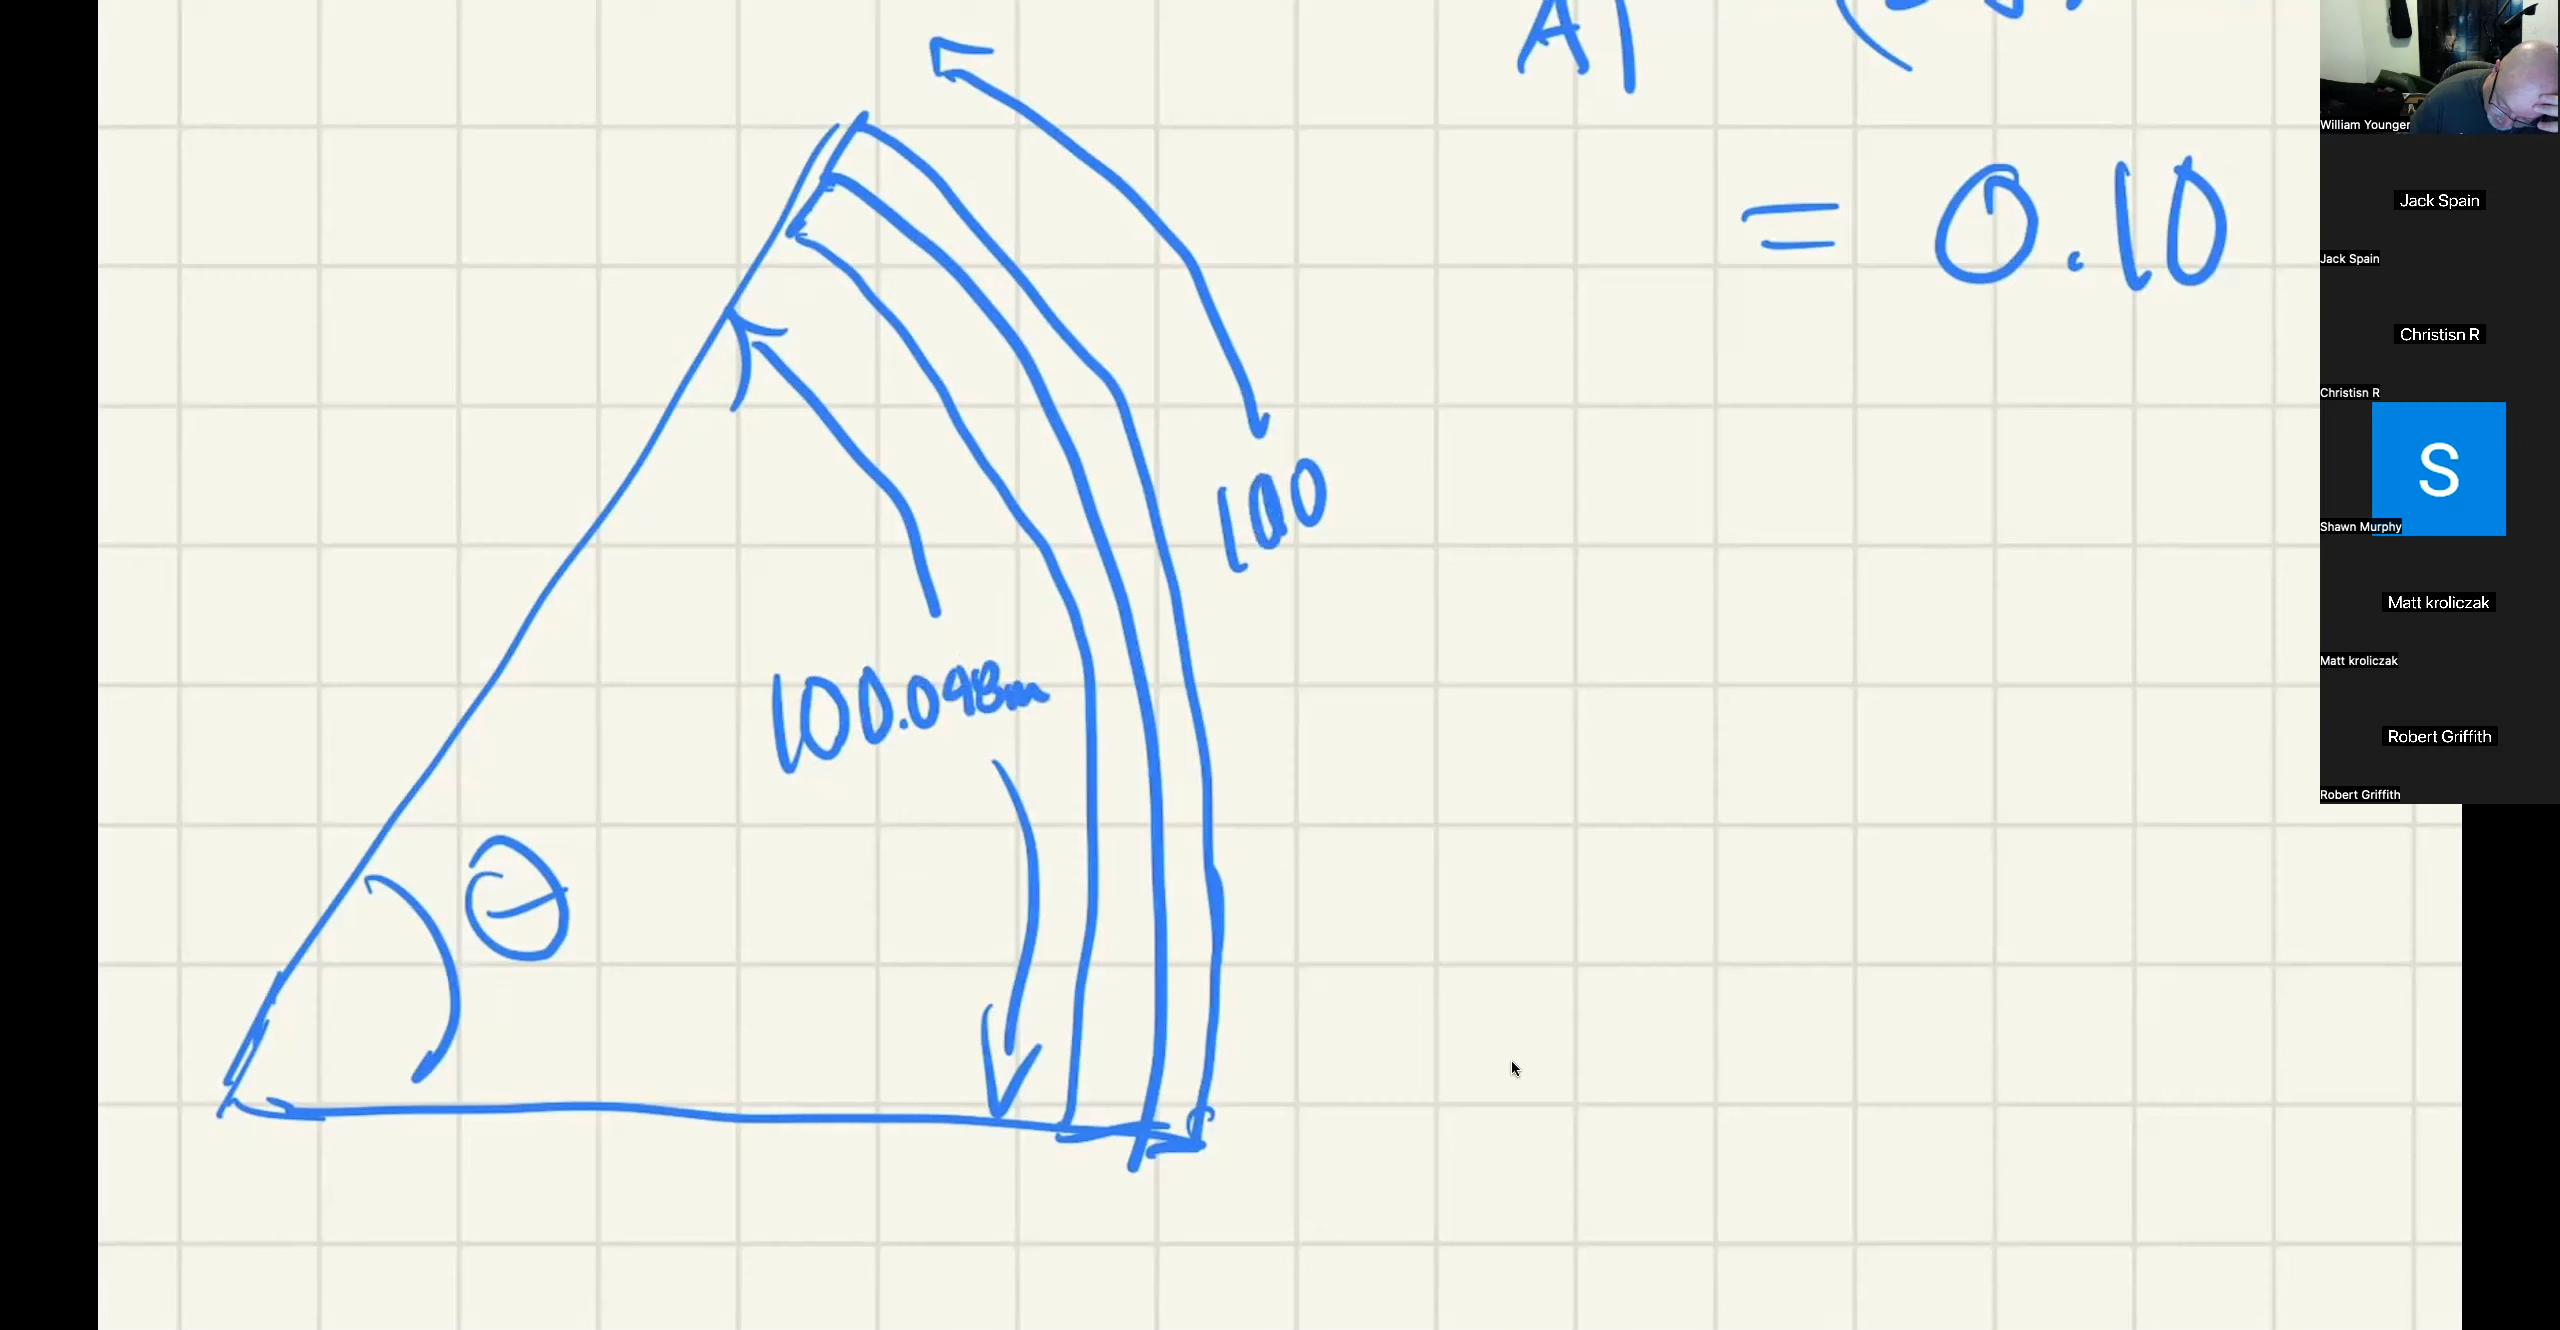 = 0.10
100
100.098m
θ
William Younger
Jack Spain
Jack Spain
Christisn R
Christisn R
S
Shawn Murphy
Matt kroliczak
Matt kroliczak
Robert Griffith
Robert Griffith